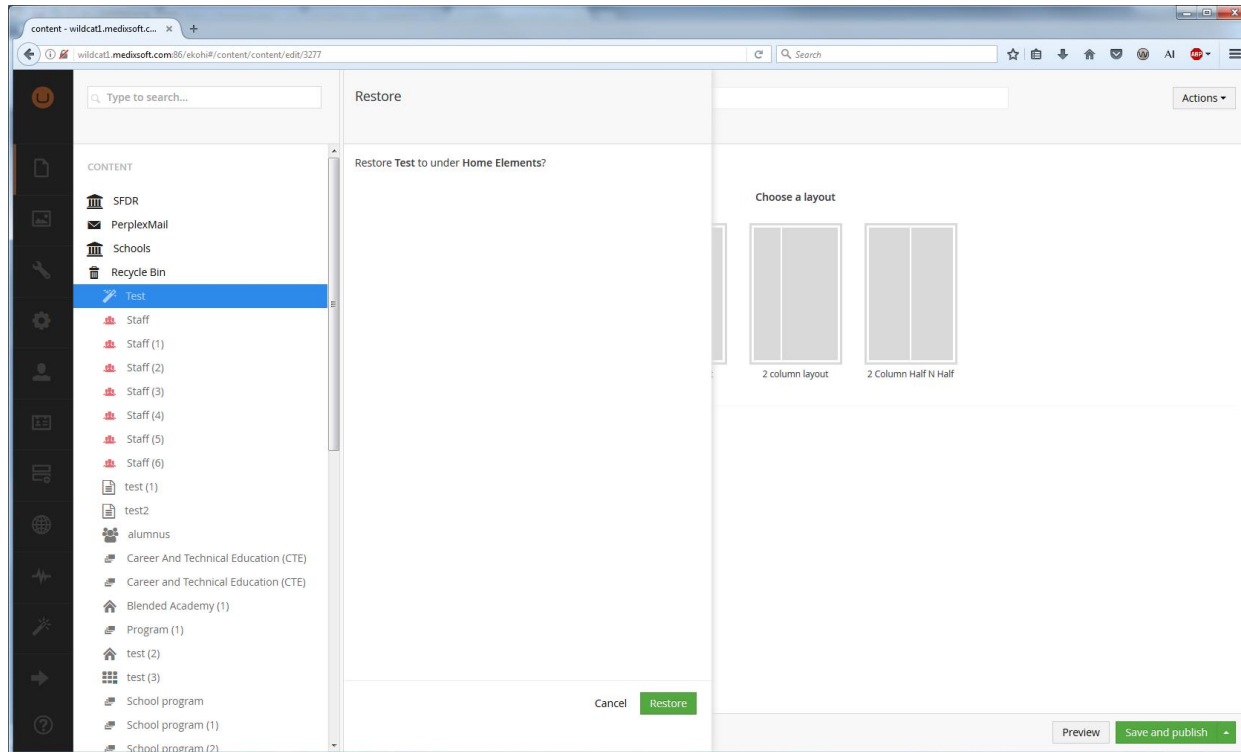 content - wildcat1.medixsoft.c... × +
wildcat1.medixsoft.com:86/ekohi#/content/content/edit/3277
Search
AI
ABP
Type to search...
Restore
Actions
CONTENT
Restore Test to under Home Elements?
SFDR
PerplexMail
Schools
Recycle Bin
Test
Staff
Staff (1)
Staff (2)
Staff (3)
Staff (4)
Staff (5)
Staff (6)
test (1)
test2
alumnus
Career And Technical Education (CTE)
Career and Technical Education (CTE)
Blended Academy (1)
Program (1)
test (2)
test (3)
School program
School program (1)
School program (2)
Choose a layout
2 column layout
2 Column Half N Half
Cancel
Restore
Preview
Save and publish